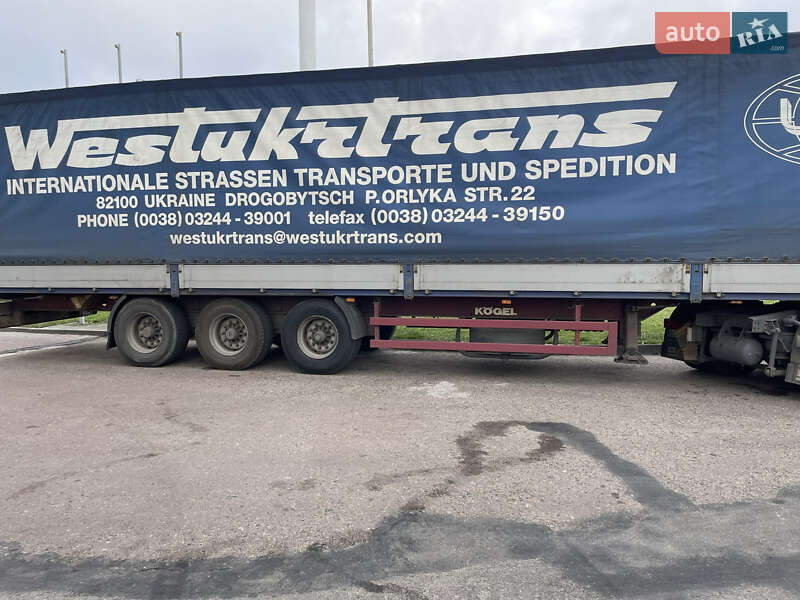 auto RIA.com
Westukrtrans
INTERNATIONALE STRASSEN TRANSPORTE UND SPEDITION
82100 UKRAINE DROGOBYTSCH P.ORLYKA STR.22
PHONE (0038) 03244 - 39001 telefax (0038) 03244 - 39150
westukrtrans@westukrtrans.com
KÖGEL